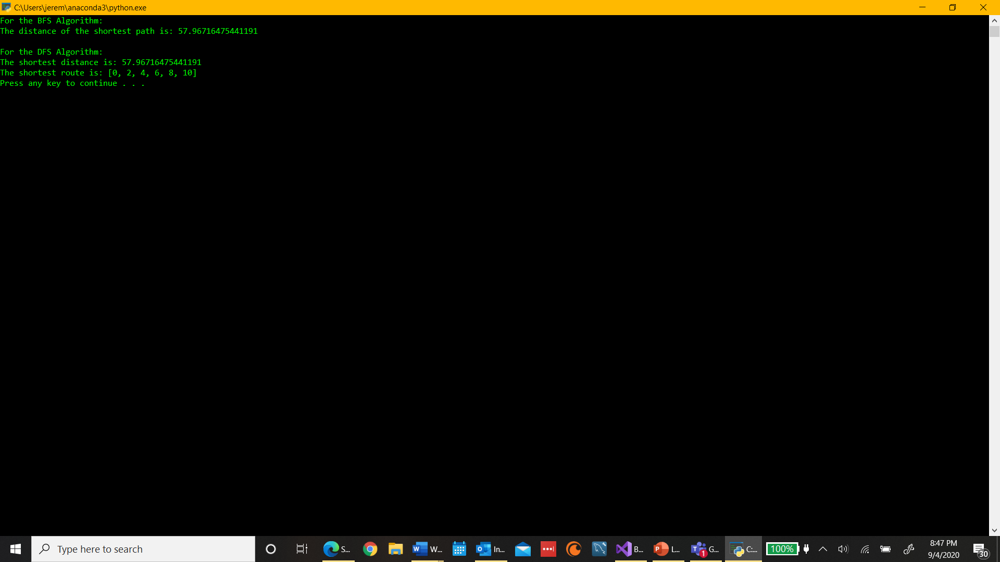 C:\Users\jerem\anaconda3\python.exe
For the BFS Algorithm:
The distance of the shortest path is: 57.96716475441191
For the DFS Algorithm:
The shortest distance is: 57.96716475441191
The shortest route is: [0, 2, 4, 6, 8, 10]
Press any key to continue . . .
Type here to search
S...
W...
In...
B...
L...
G...
1
C:...
100%
8:47 PM
9/4/2020
30